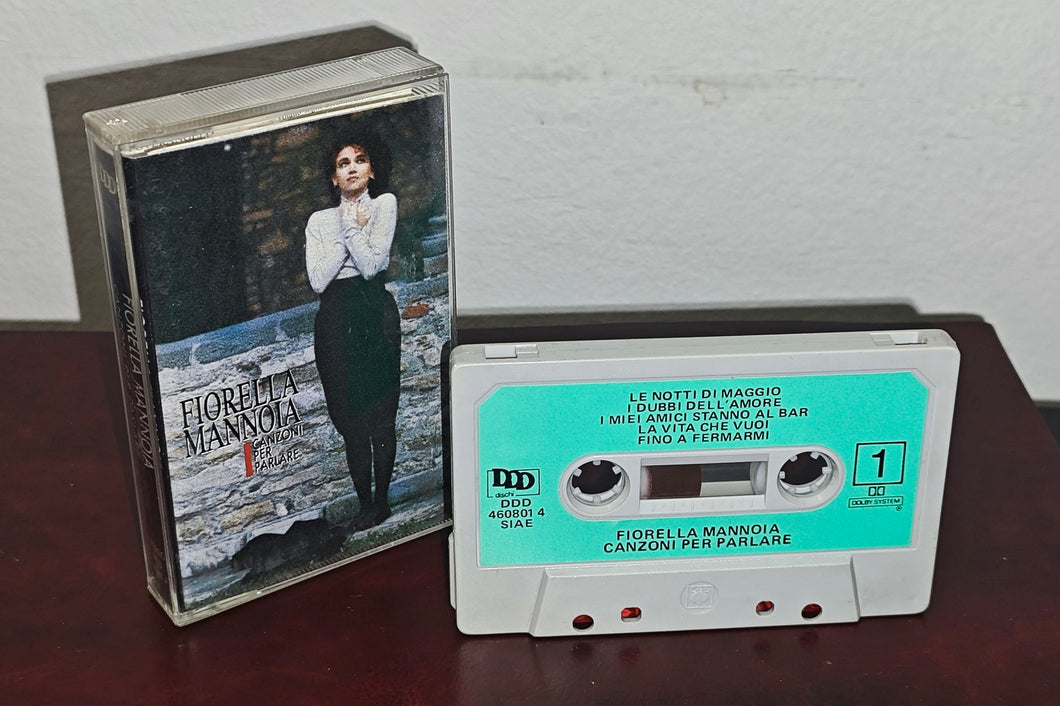 FIORELLA
MANNOIA
CANZONI
PER
PARLARE
FIORELLA MANNOIA
LE NOTTI DI MAGGIO
I DUBBI DELL'AMORE
I MIEI AMICI STANNO AL BAR
LA VITA CHE VUOI
FINO A FERMARMI
DDD
dischi
DDD
460801 4
SIAE
1
DOLBY SYSTEM
®
FIORELLA MANNOIA
CANZONI PER PARLARE